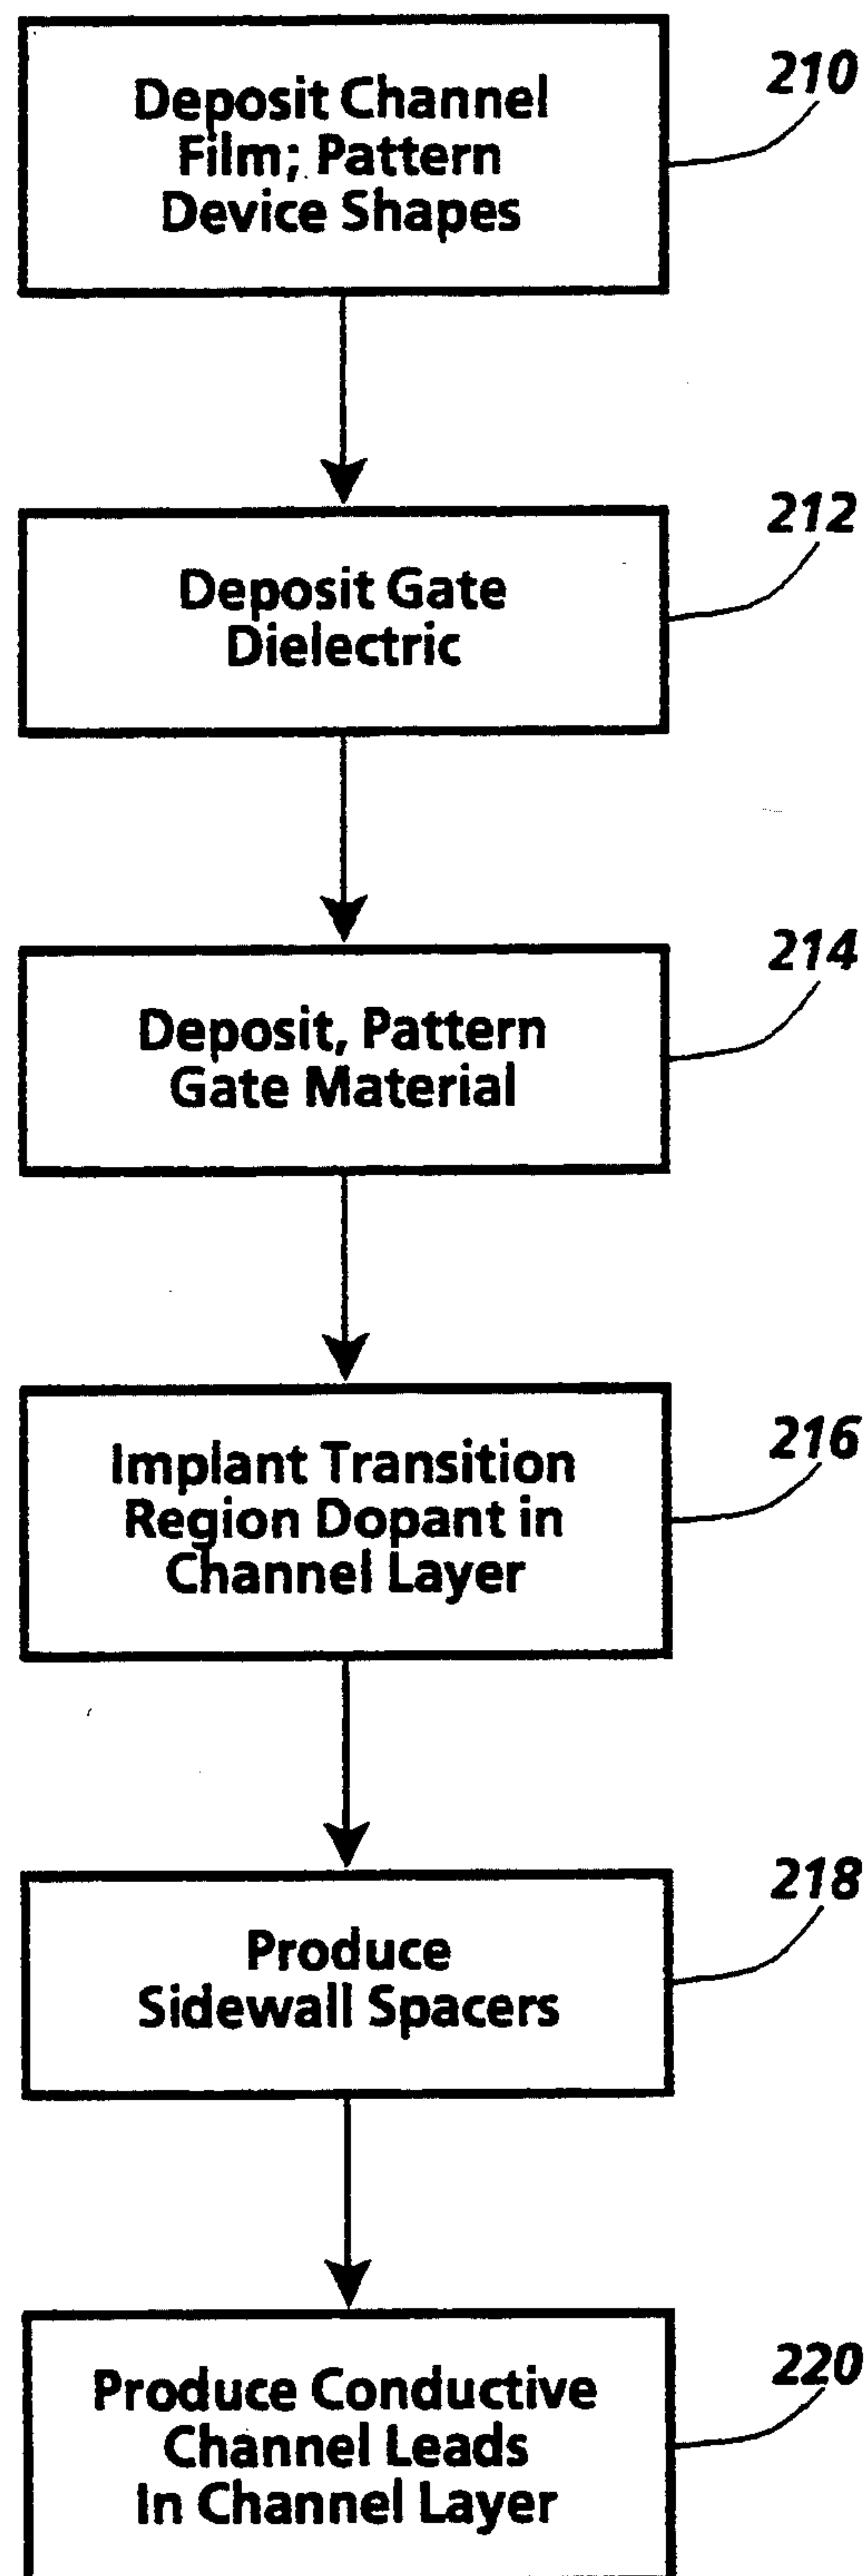 Deposit Channel
Film; Pattern
Device Shapes
210
Deposit Gate
Dielectric
212
Deposit, Pattern
Gate Material
214
Implant Transition
Region Dopant in
Channel Layer
216
Produce
Sidewall Spacers
218
Produce Conductive
Channel Leads
In Channel Layer
220